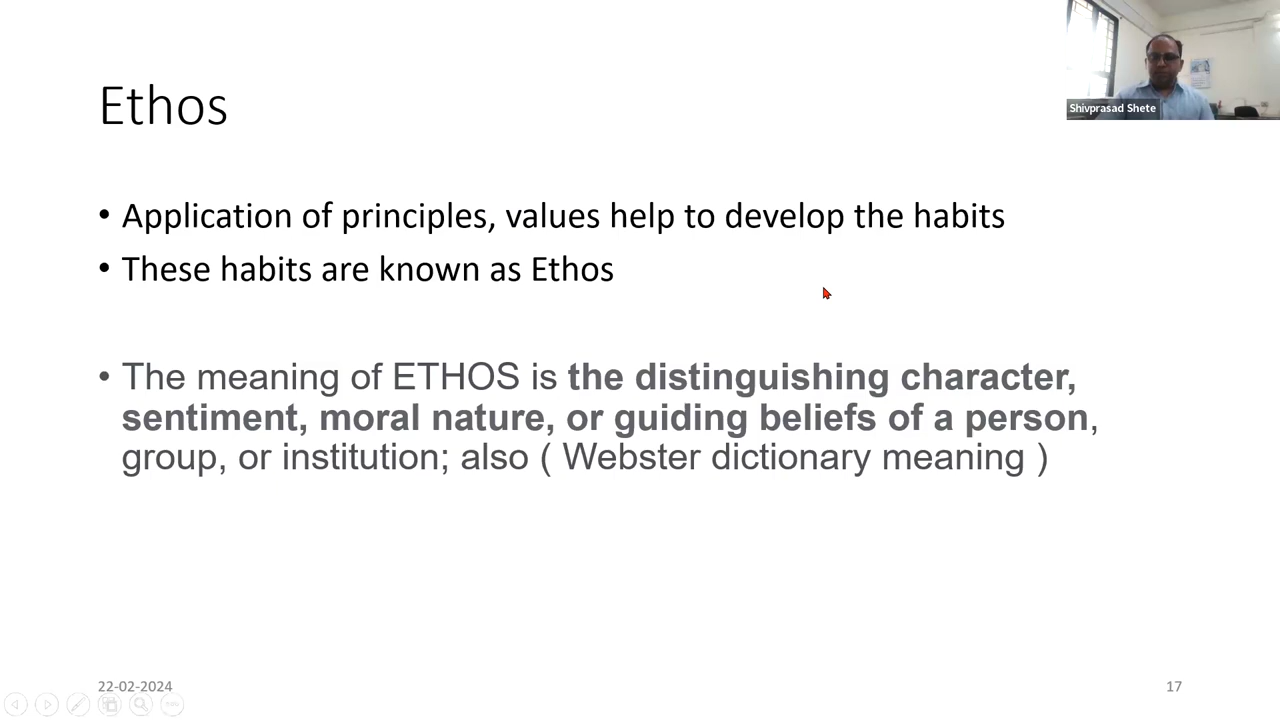 Shivprasad Shete
Ethos
• Application of principles, values help to develop the habits
• These habits are known as Ethos
• The meaning of ETHOS is the distinguishing character,
sentiment, moral nature, or guiding beliefs of a person,
group, or institution; also ( Webster dictionary meaning )
22-02-2024
17